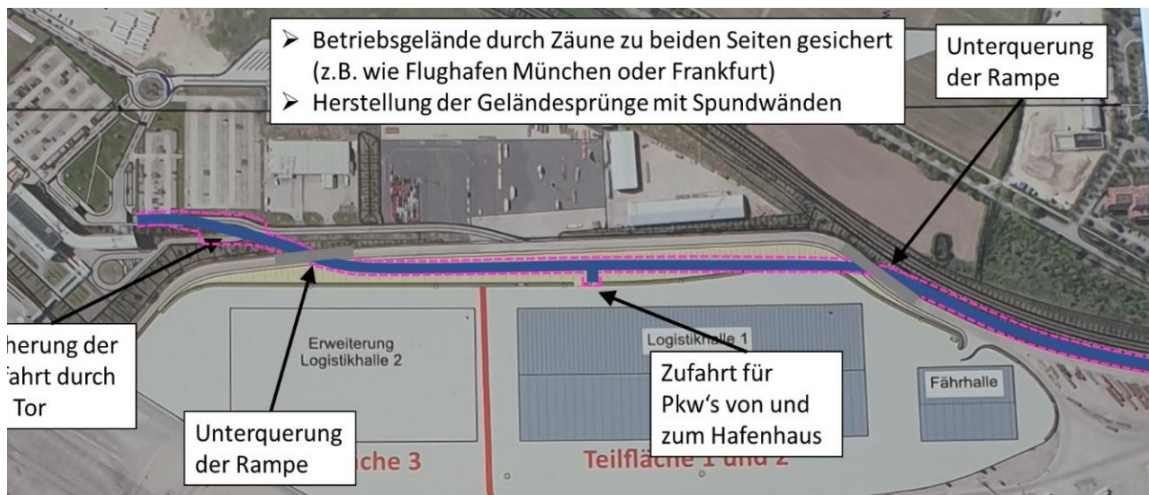 ➤ Betriebsgelände durch Zäune zu beiden Seiten gesichert
(z.B. wie Flughafen München oder Frankfurt)
➤ Herstellung der Geländesprünge mit Spundwänden
Unterquerung
der Rampe
herung der
fahrt durch
Tor
Erweiterung
Logistikhalle 2
Unterquerung
der Rampe
Logistikhalle 1
Zufahrt für
Pkw's von und
zum Hafenhaus
Fährhalle
äche 3
Teilfläche 1 und 2